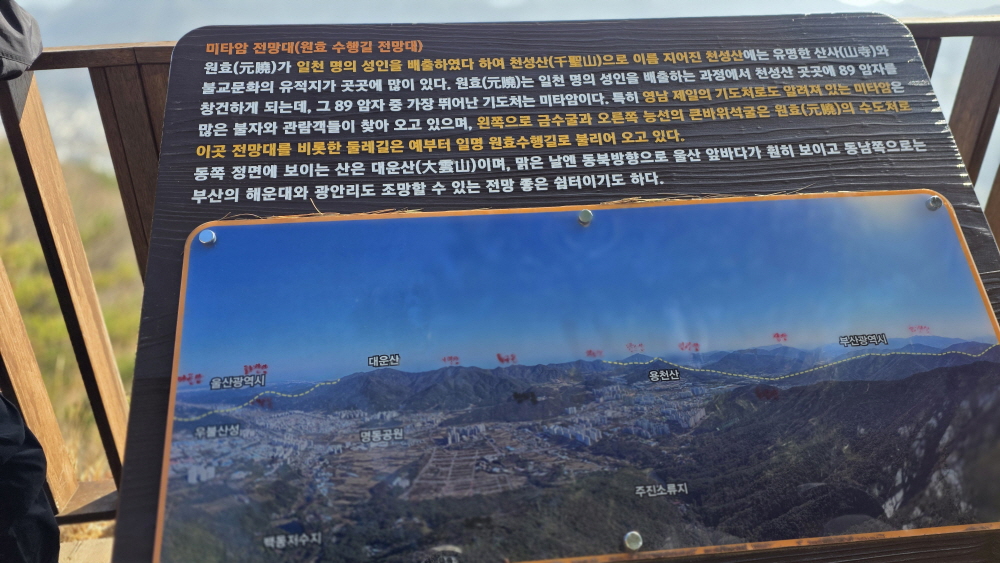 미타암 전망대(원효 수행길 전망대)
원효(元曉)가 일천 명의 성인을 배출하였다 하여 천성산(千聖山)으로 이름 지어진 천성산에는 유명한 산사(山寺)와
불교문화의 유적지가 곳곳에 많이 있다. 원효(元曉)는 일천 명의 성인을 배출하는 과정에서 천성산 곳곳에 89 암자를
창건하게 되는데, 그 89 암자 중 가장 뛰어난 기도처는 미타암이다. 특히 영남 제일의 기도처로도 알려져 있는 미타암은
많은 불자와 관람객들이 찾아 오고 있으며, 왼쪽으로 금수굴과 오른쪽 능선의 큰바위석굴은 원효(元曉)의 수도처로
이곳 전망대를 비롯한 둘레길은 예부터 일명 원효수행길로 불리어 오고 있다.
동쪽 정면에 보이는 산은 대운산(大雲山)이며, 맑은 날엔 동북방향으로 울산 앞바다가 훤히 보이고 동남쪽으로는
부산의 해운대와 광안리도 조망할 수 있는 전망 좋은 쉼터이기도 하다.
대운산
부산광역시
울산광역시
용천산
우불산성
명동공원
주진소류지
백동저수지